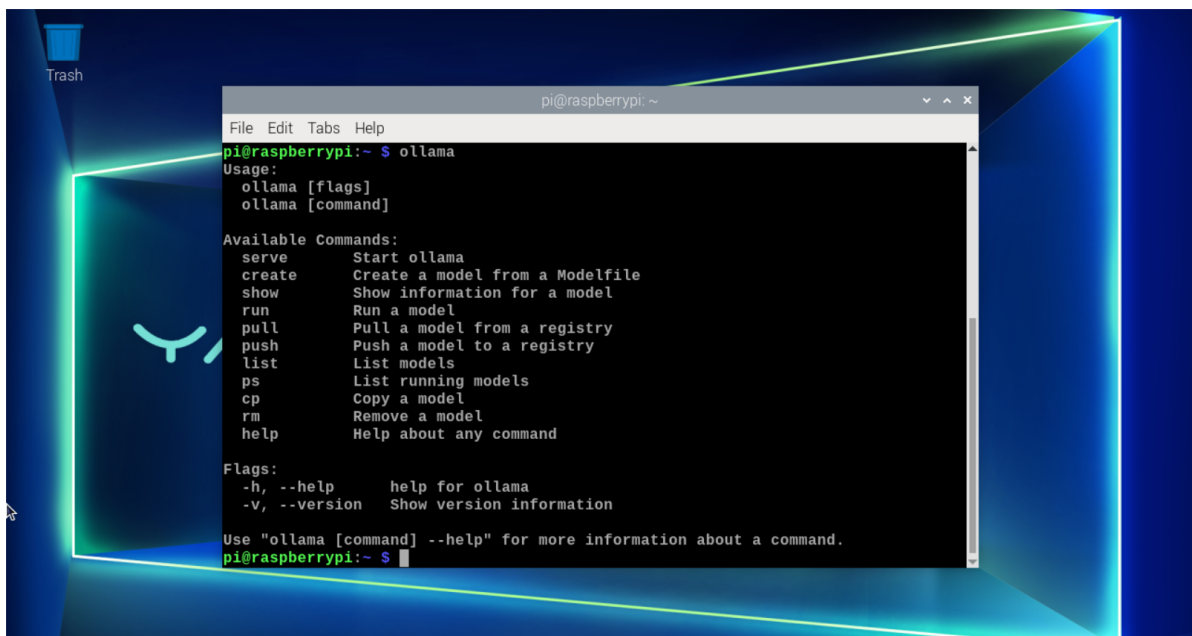 Trash
pi@raspberrypi: ~
File Edit Tabs Help
pi@raspberrypi:~ $ ollama
Usage:
  ollama [flags]
  ollama [command]

Available Commands:
  serve       Start ollama
  create      Create a model from a Modelfile
  show        Show information for a model
  run         Run a model
  pull        Pull a model from a registry
  push        Push a model to a registry
  list        List models
  ps          List running models
  cp          Copy a model
  rm          Remove a model
  help        Help about any command

Flags:
  -h, --help      help for ollama
  -v, --version   Show version information

Use "ollama [command] --help" for more information about a command.
pi@raspberrypi:~ $